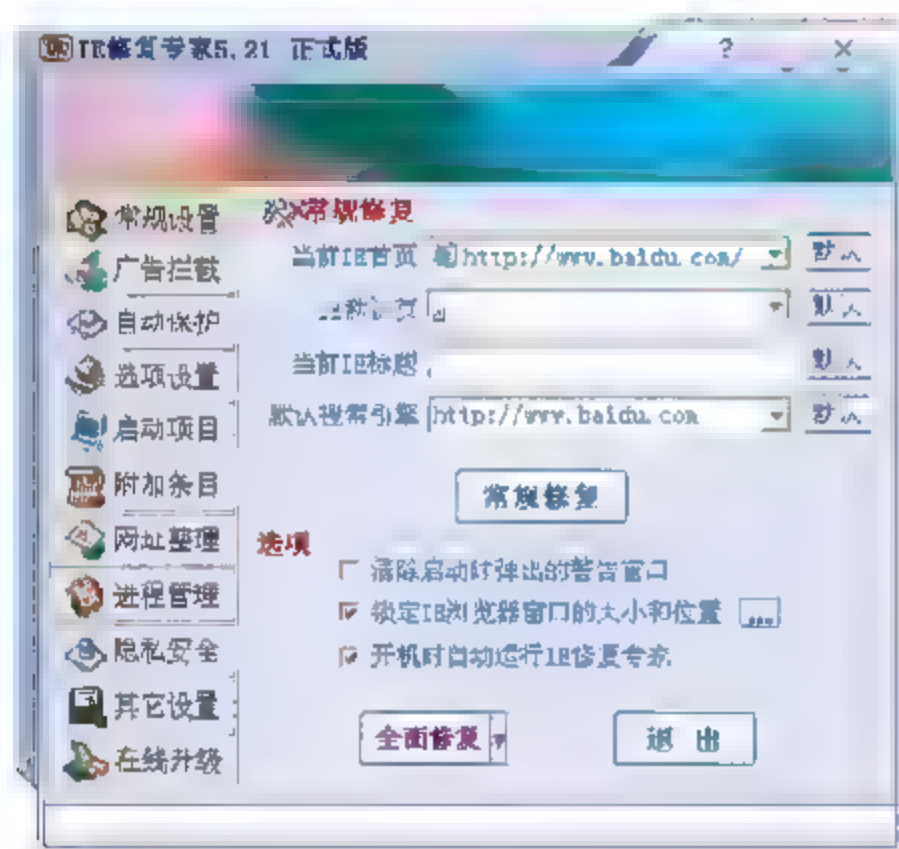 IE修复专家5.21 正式版
?
×
常规设置
广告拦截
自动保护
选项设置
启动项目
附加条目
网址整理
进程管理
隐私安全
其它设置
在线升级
常规修复
当前IE首页 http://www.baidu.com/ 默认
默认
当前IE标题 默认
默认搜索引擎 http://www.baidu.com 默认
常规修复
选项
清除启动时弹出的警告窗口
锁定IE浏览器窗口的大小和位置 ...
开机时自动运行IE修复专家
全面修复
退出